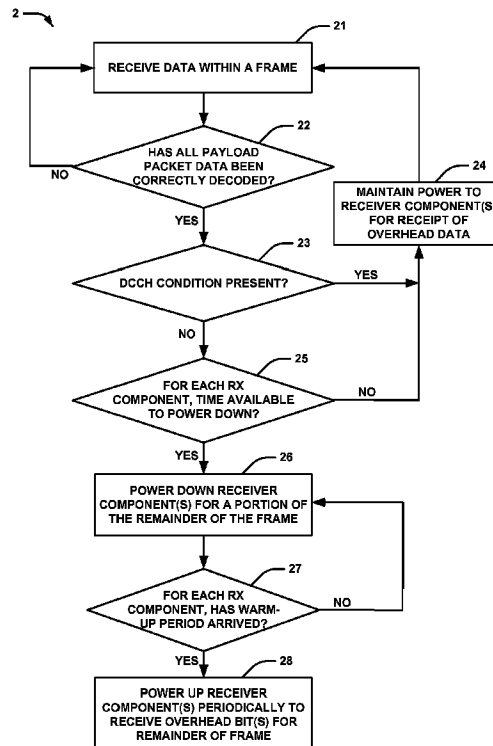 2
21
RECEIVE DATA WITHIN A FRAME
22
HAS ALL PAYLOAD
PACKET DATA BEEN
CORRECTLY DECODED?
NO
24
MAINTAIN POWER TO
RECEIVER COMPONENT(S)
FOR RECEIPT OF
OVERHEAD DATA
YES
23
DCCH CONDITION PRESENT?
YES
NO
25
FOR EACH RX
COMPONENT, TIME AVAILABLE
TO POWER DOWN?
NO
YES
26
POWER DOWN RECEIVER
COMPONENT(S) FOR A PORTION OF
THE REMAINDER OF THE FRAME
27
FOR EACH RX
COMPONENT, HAS WARM-
UP PERIOD ARRIVED?
NO
YES
28
POWER UP RECEIVER
COMPONENT(S) PERIODICALLY TO
RECEIVE OVERHEAD BIT(S) FOR
REMAINDER OF FRAME